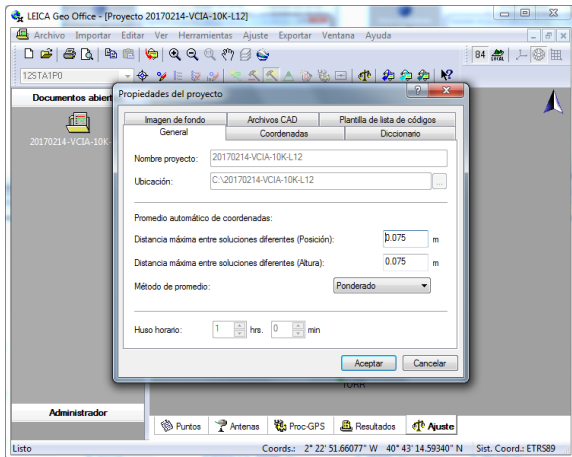 LEICA Geo Office - [Proyecto 20170214-VCIA-L12]
Archivo Importar Editar Ver Herramientas Ajuste Exportar Ventana Ayuda
84
12STA1P0
Documentos abiert
20170214-VCIA-10K-
Propiedades del proyecto
Imagen de fondo Archivos CAD Plantilla de lista de códigos
General Coordenadas Diccionario
Nombre proyecto: 20170214-VCIA-10K-L12
Ubicación: C:\20170214-VCIA-10K-L12 ...
Promedio automático de coordenadas:
Distancia máxima entre soluciones diferentes (Posición): 0.075 m
Distancia máxima entre soluciones diferentes (Altura): 0.075 m
Método de promedio: Ponderado
Huso horario: 1 hrs. 0 min
Aceptar Cancelar
Administrador
Puntos Antenas Proc-GPS Resultados Ajuste
Listo Coords.: 2° 22' 51.66077" W 40° 43' 14.59340" N Sist. Coord.: ETRS89